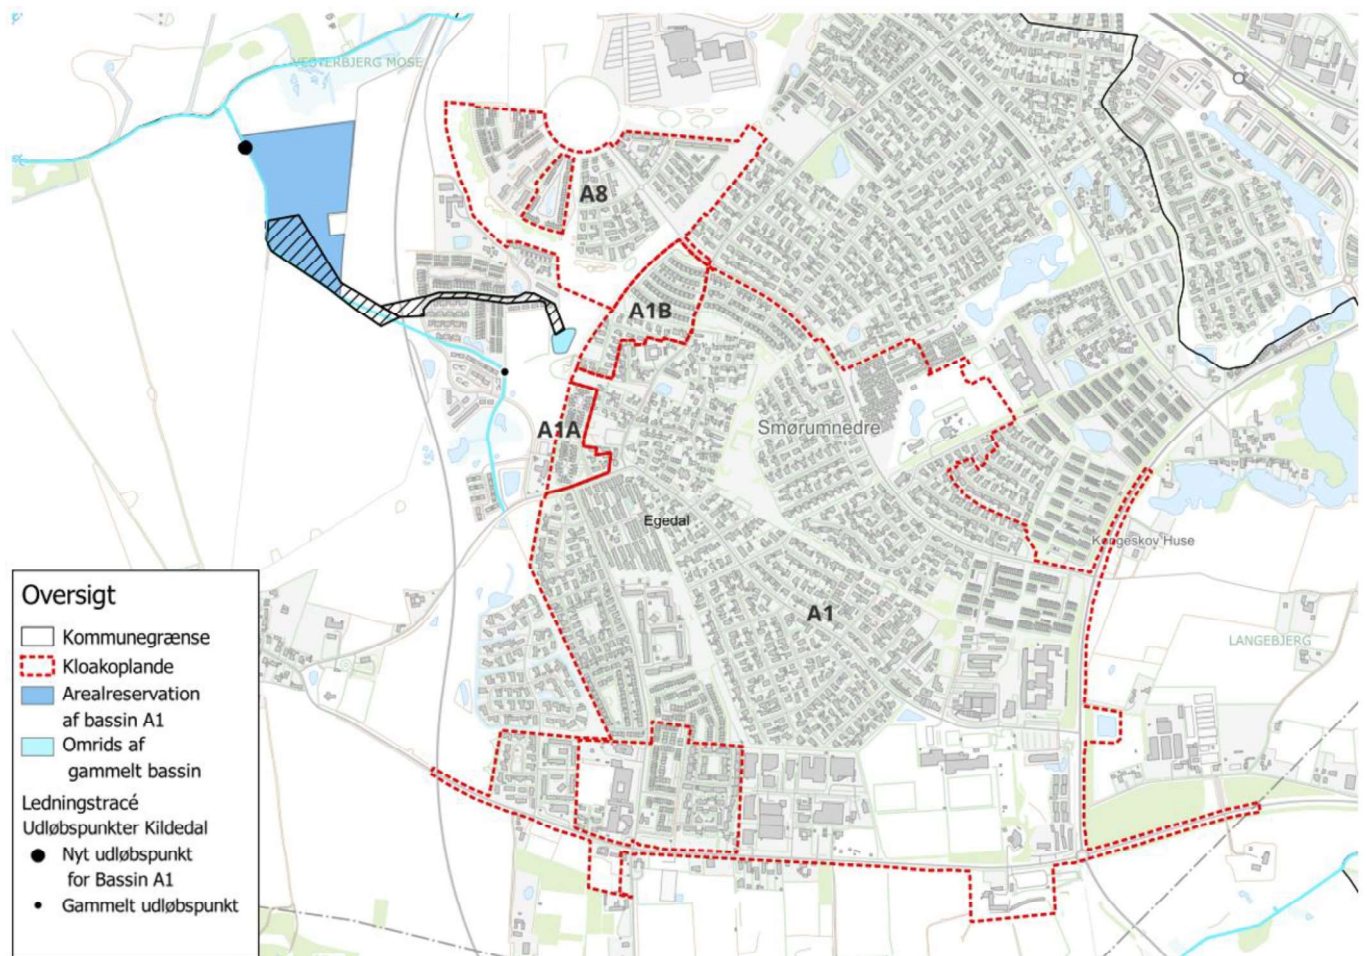 VESTERBJERG MOSE
A8
A1B
A1A
Smørumnedre
Egedal
Kongeskov Huse
A1
LANGEBJERG
Oversigt
Kommunegrænse
Kloakoplande
Arealreservation
af bassin A1
Omrids af
gammelt bassin
Ledningstracé
Udløbspunkter Kildedal
Nyt udløbspunkt
for Bassin A1
Gammelt udløbspunkt